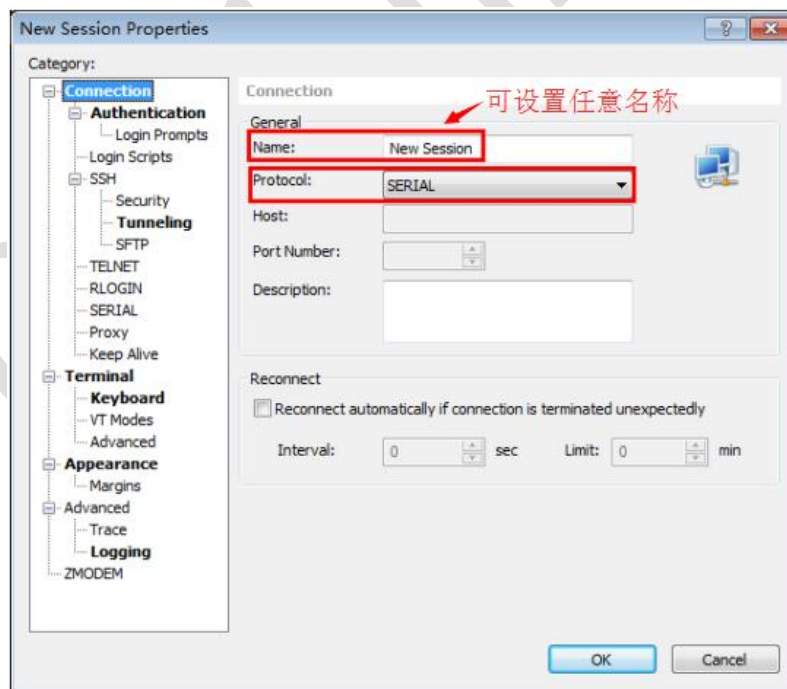 New Session Properties
Category:
Connection
Authentication
Login Prompts
Login Scripts
SSH
Security
Tunneling
SFTP
TELNET
RLOGIN
SERIAL
Proxy
Keep Alive
Terminal
Keyboard
VT Modes
Advanced
Appearance
Margins
Advanced
Trace
Logging
ZMODEM
Connection
可设置任意名称
General
Name: New Session
Protocol: SERIAL
Host:
Port Number:
Description:
Reconnect
Reconnect automatically if connection is terminated unexpectedly
Interval: 0 sec Limit: 0 min
OK Cancel